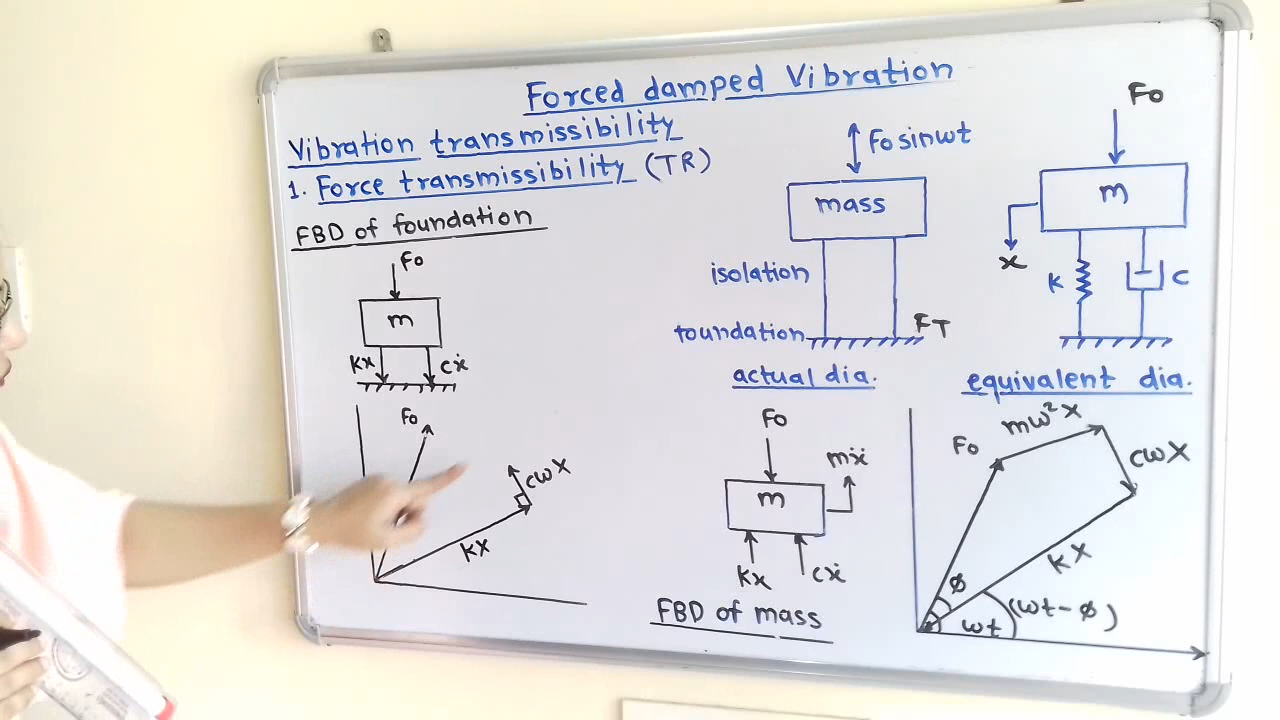 Forced damped Vibration
Vibration transmissibility
1. Force transmissibility (TR)
FBD of foundation
Fo
m
kx
cẋ
Fo
cωX
kX
Fo sinωt
mass
isolation
foundation
FT
actual dia.
Fo
m
x
K
C
equivalent dia.
Fo
mẍ
m
kx
cẋ
FBD of mass
Fo
mω²X
cωX
kX
ø
ωt
(ωt - ø)